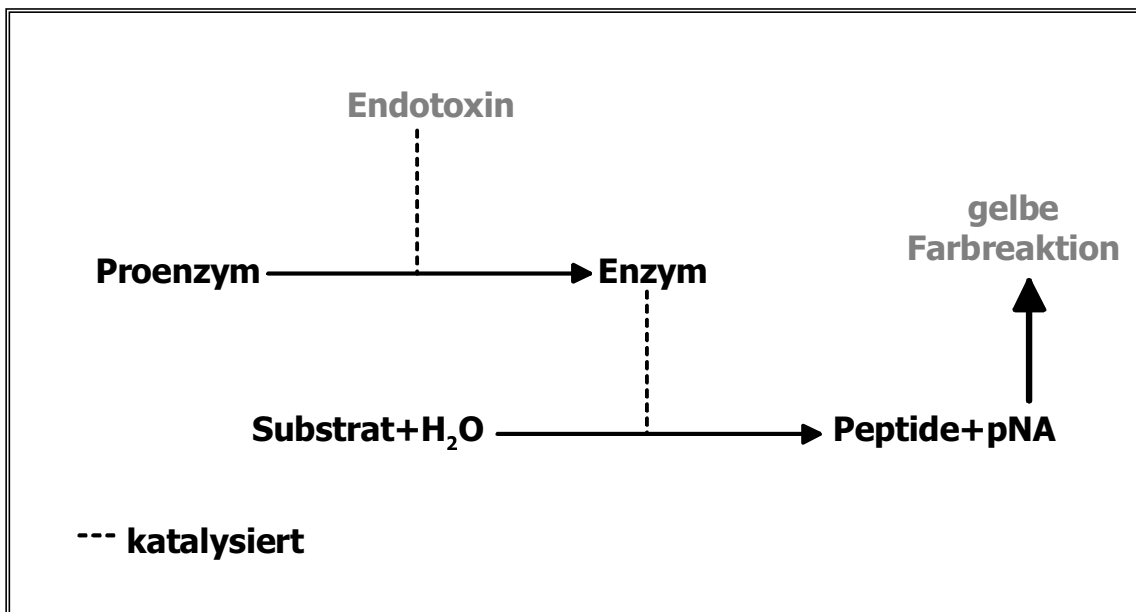 Endotoxin
gelbe
Farbreaktion
Proenzym
Enzym
Substrat+H₂O
Peptide+pNA
--- katalysiert